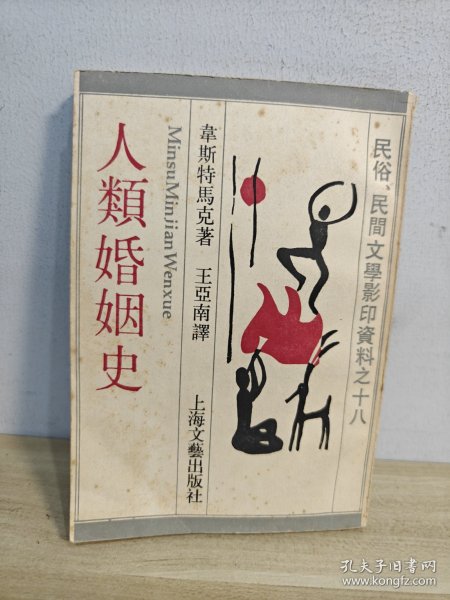 民俗、民間文學影印資料之十八
韋斯特馬克著 王亞南譯
上海文藝出版社
MinsuMinjianWenxue
人類婚姻史
孔夫子旧书网
www.kongfz.com